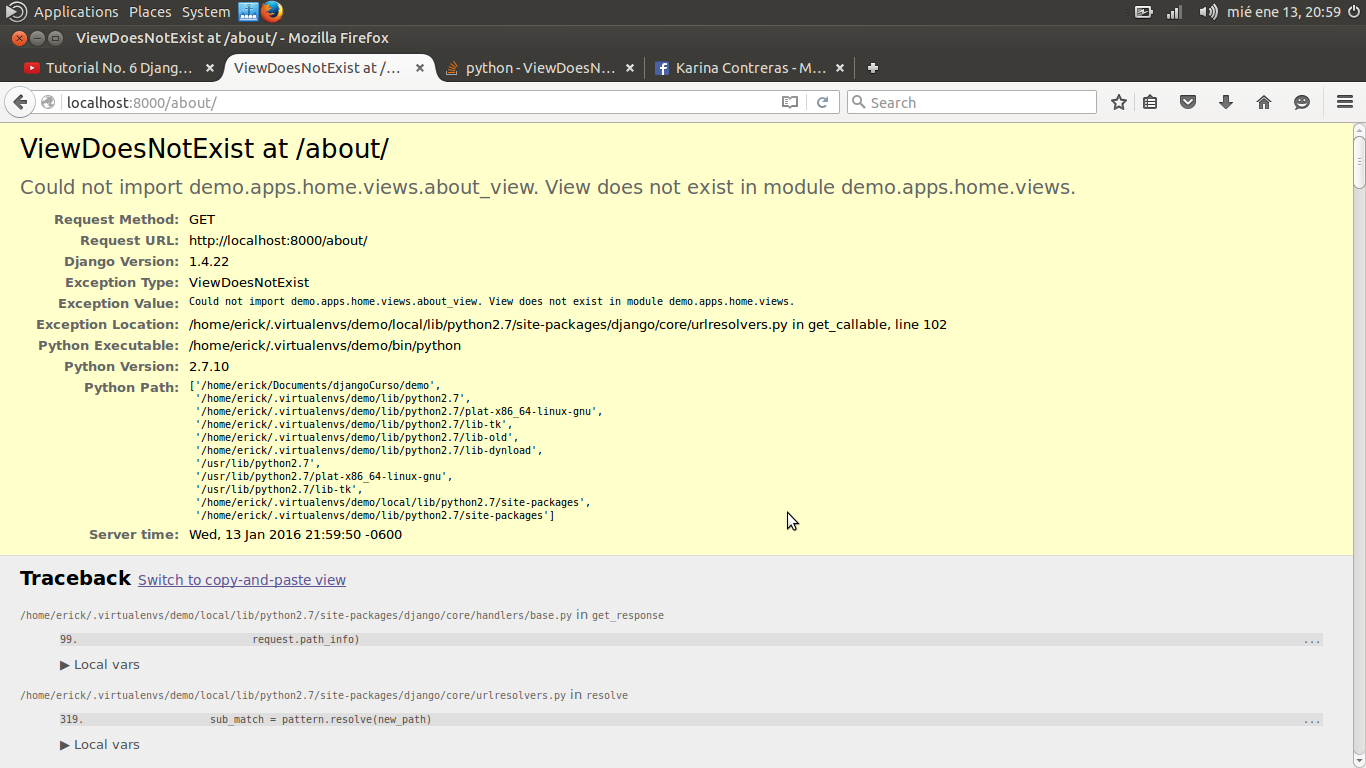 Applications Places System mié ene 13, 20:59
ViewDoesNotExist at /about/ - Mozilla Firefox
Tutorial No. 6 Djang... × ViewDoesNotExist at /... × python - ViewDoesN... × Karina Contreras - M... ×
localhost:8000/about/ Search
ViewDoesNotExist at /about/
Could not import demo.apps.home.views.about_view. View does not exist in module demo.apps.home.views.
Request Method: GET
Request URL: http://localhost:8000/about/
Django Version: 1.4.22
Exception Type: ViewDoesNotExist
Exception Value: Could not import demo.apps.home.views.about_view. View does not exist in module demo.apps.home.views.
Exception Location: /home/erick/.virtualenvs/demo/local/lib/python2.7/site-packages/django/core/urlresolvers.py in get_callable, line 102
Python Executable: /home/erick/.virtualenvs/demo/bin/python
Python Version: 2.7.10
Python Path: ['/home/erick/Documents/djangoCurso/demo',
'/home/erick/.virtualenvs/demo/lib/python2.7',
'/home/erick/.virtualenvs/demo/lib/python2.7/plat-x86_64-linux-gnu',
'/home/erick/.virtualenvs/demo/lib/python2.7/lib-tk',
'/home/erick/.virtualenvs/demo/lib/python2.7/lib-old',
'/home/erick/.virtualenvs/demo/lib/python2.7/lib-dynload',
'/usr/lib/python2.7',
'/usr/lib/python2.7/plat-x86_64-linux-gnu',
'/usr/lib/python2.7/lib-tk',
'/home/erick/.virtualenvs/demo/local/lib/python2.7/site-packages',
'/home/erick/.virtualenvs/demo/lib/python2.7/site-packages']
Server time: Wed, 13 Jan 2016 21:59:50 -0600
Traceback Switch to copy-and-paste view
/home/erick/.virtualenvs/demo/local/lib/python2.7/site-packages/django/core/handlers/base.py in get_response
99. request.path_info) ...
▶ Local vars
/home/erick/.virtualenvs/demo/local/lib/python2.7/site-packages/django/core/urlresolvers.py in resolve
319. sub_match = pattern.resolve(new_path) ...
▶ Local vars